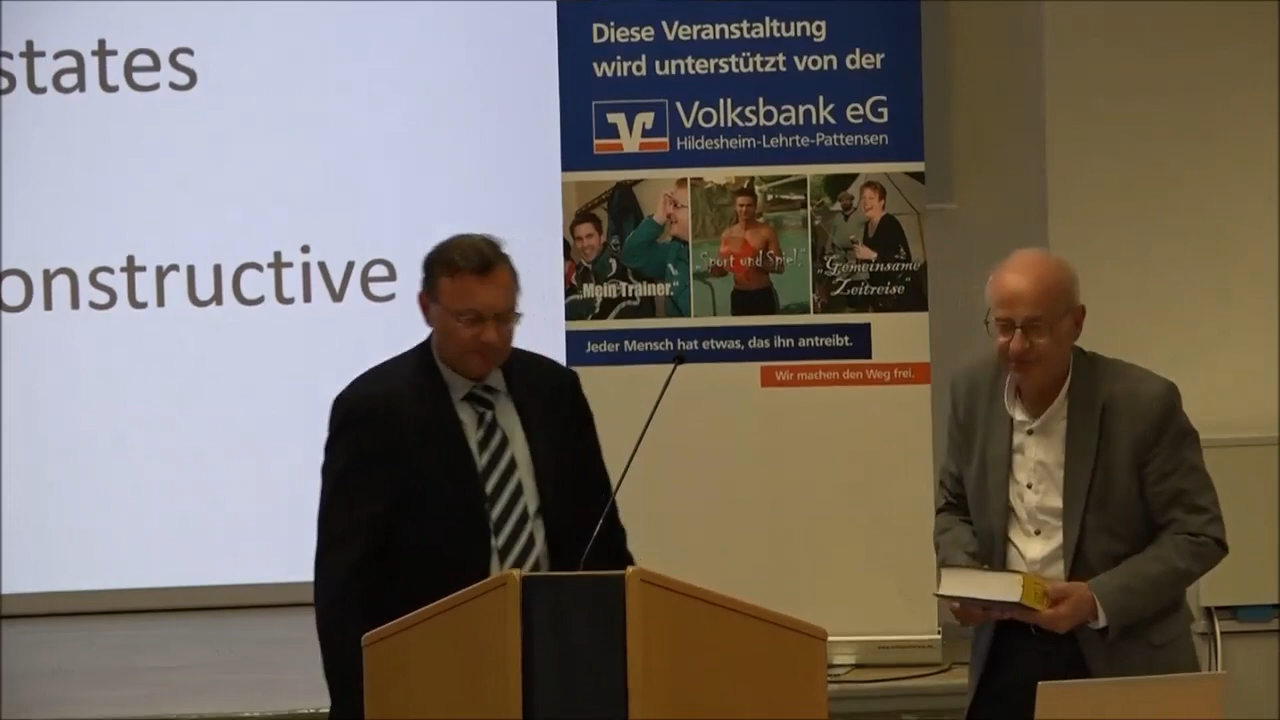 states
onstructive
Diese Veranstaltung
wird unterstützt von der
Volksbank eG
Hildesheim-Lehrte-Pattensen
„Mein Trainer.“
„Sport und Spiel.“
„Gemeinsame
Zeitreise“
Jeder Mensch hat etwas, das ihn antreibt.
Wir machen den Weg frei.